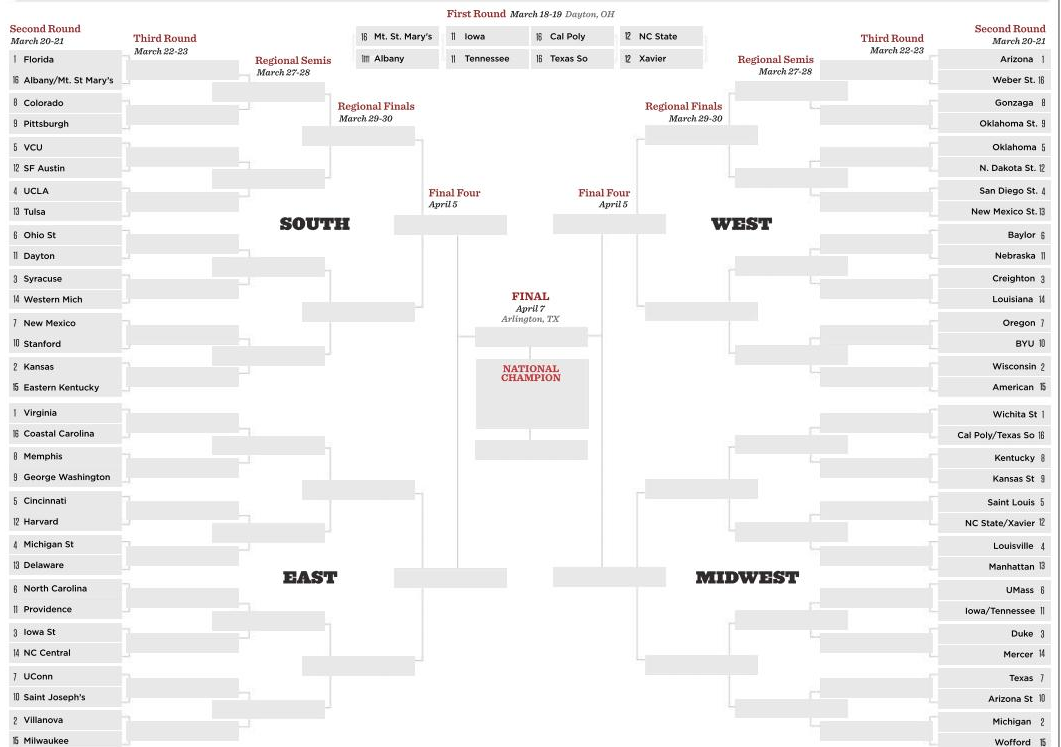 First Round March 18-19 Dayton, OH
16 Mt. St. Mary's
11 Iowa
16 Cal Poly
12 NC State
Albany
11 Tennessee
16 Texas So
12 Xavier
Second Round
March 20-21
Third Round
March 22-23
Regional Semis
March 27-28
Regional Finals
March 29-30
Final Four
April 5
1 Florida
16 Albany/Mt. St Mary's
8 Colorado
9 Pittsburgh
5 VCU
12 SF Austin
4 UCLA
13 Tulsa
6 Ohio St
11 Dayton
3 Syracuse
14 Western Mich
7 New Mexico
10 Stanford
2 Kansas
15 Eastern Kentucky
SOUTH
1 Virginia
16 Coastal Carolina
8 Memphis
9 George Washington
5 Cincinnati
12 Harvard
4 Michigan St
13 Delaware
6 North Carolina
11 Providence
3 Iowa St
14 NC Central
7 UConn
10 Saint Joseph's
2 Villanova
15 Milwaukee
EAST
FINAL
April 7
Arlington, TX
NATIONAL
CHAMPION
Final Four
April 5
Regional Finals
March 29-30
Regional Semis
March 27-28
Third Round
March 22-23
Second Round
March 20-21
Arizona 1
Weber St. 16
Gonzaga 8
Oklahoma St. 9
Oklahoma 5
N. Dakota St. 12
San Diego St. 4
New Mexico St. 13
Baylor 6
Nebraska 11
Creighton 3
Louisiana 14
Oregon 7
BYU 10
Wisconsin 2
American 15
WEST
Wichita St 1
Cal Poly/Texas So 16
Kentucky 8
Kansas St 9
Saint Louis 5
NC State/Xavier 12
Louisville 4
Manhattan 13
UMass 6
Iowa/Tennessee 11
Duke 3
Mercer 14
Texas 7
Arizona St 10
Michigan 2
Wofford 15
MIDWEST